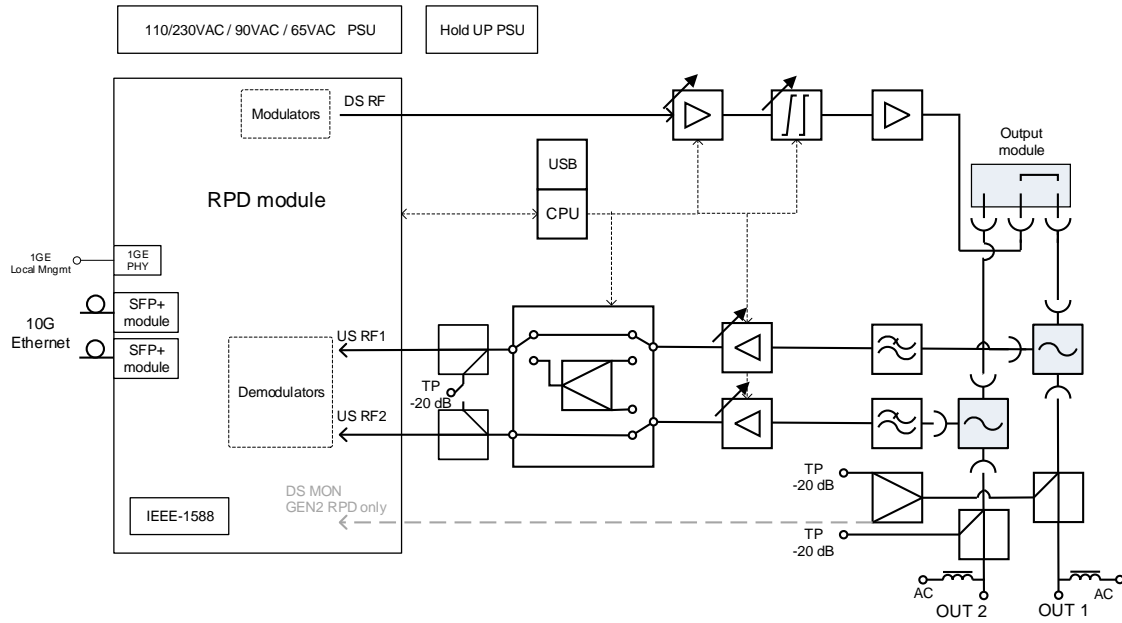 110/230VAC / 90VAC / 65VAC PSU
Hold UP PSU
Modulators
DS RF
RPD module
USB
CPU
Output
module
1GE
Local Mngmt
1GE
PHY
10G
Ethernet
SFP+
module
SFP+
module
US RF1
Demodulators
TP
-20 dB
US RF2
DS MON
GEN2 RPD only
IEEE-1588
TP
-20 dB
TP
-20 dB
AC
OUT 2
OUT 1
AC